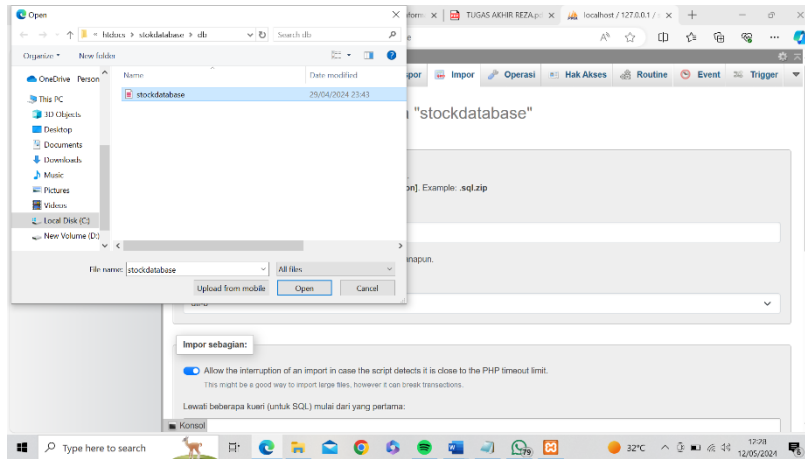 Open
TUGAS AKHIR REZA.pd
localhost / 127.0.0.1 /
« htdocs > stokdatabase > db
Search db
Organize
New folder
OneDrive Person
This PC
3D Objects
Desktop
Documents
Downloads
Music
Pictures
Videos
Local Disk (C:)
New Volume (D:)
Name
Date modified
stockdatabase
29/04/2024 23:43
File name:
stockdatabase
All files
Upload from mobile
Open
Cancel
spor
Impor
Operasi
Hak Akses
Routine
Event
Trigger
"stockdatabase"
on]. Example: .sql.zip
napun.
Impor sebagian:
Allow the interruption of an import in case the script detects it is close to the PHP timeout limit.
This might be a good way to import large files, however it can break transactions.
Lewati beberapa kueri (untuk SQL) mulai dari yang pertama:
Konsol
Type here to search
79
32°C
12:28
12/05/2024